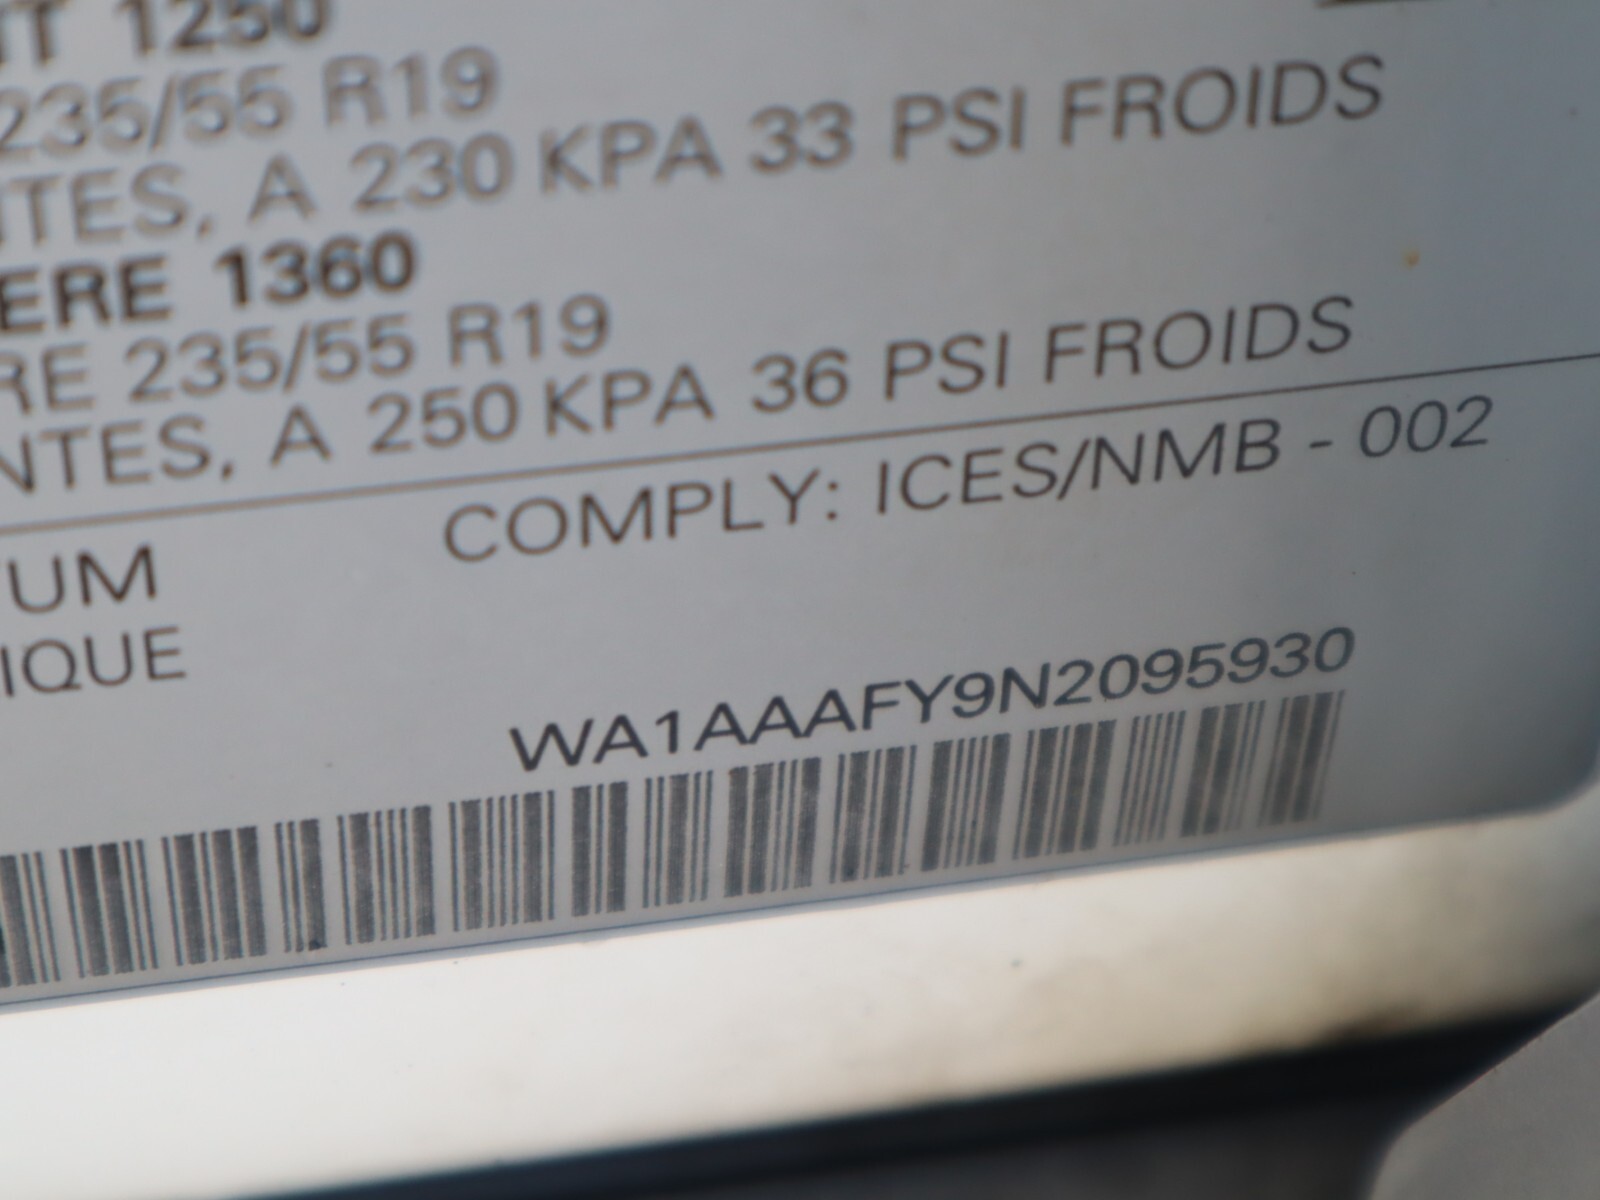 1250
235/55 R19
NTES, A 230 KPA 33 PSI FROIDS
ERE 1360
RE 235/55 R19
NTES, A 250 KPA 36 PSI FROIDS
COMPLY: ICES/NMB - 002
UM
IQUE
WA1AAAFY9N2095930